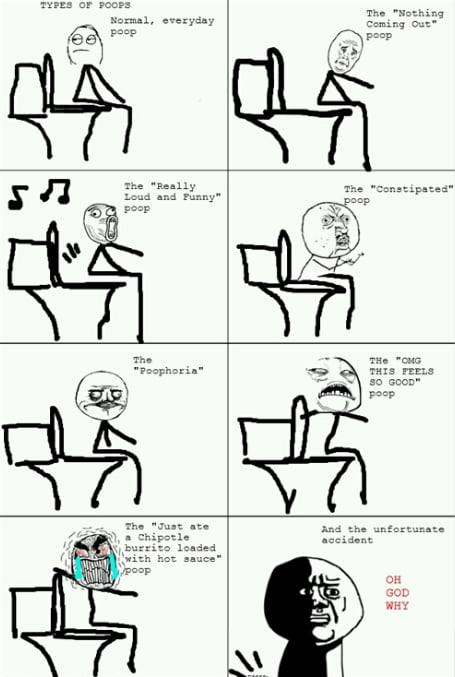 TYPES OF POOPS
Normal, everyday
poop
The "Nothing
Coming Out"
poop
The "Really
Loud and Funny"
poop
The "Constipated"
poop
The
"Poophoria"
THe "OMG
THIS FEELS
SO GOOD"
poop
The "Just ate
a Chipotle
burrito loaded
with hot sauce"
poop
And the unfortunate
accident
OH
GOD
WHY